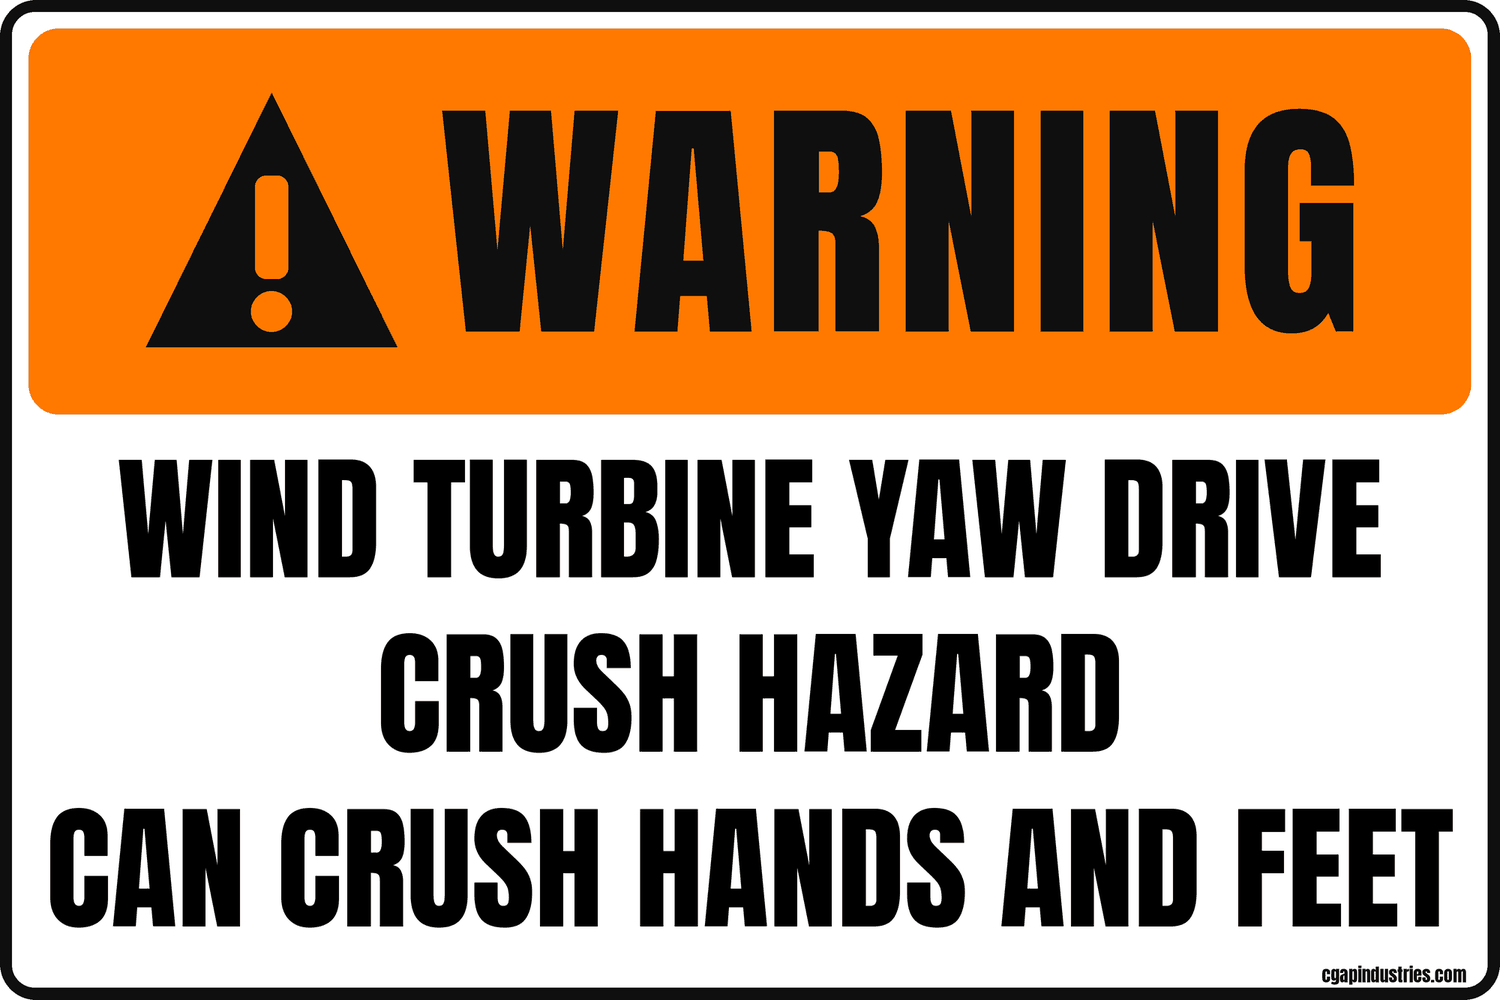 WARNING
WIND TURBINE YAW DRIVE
CRUSH HAZARD
CAN CRUSH HANDS AND FEET
cgapindustries.com